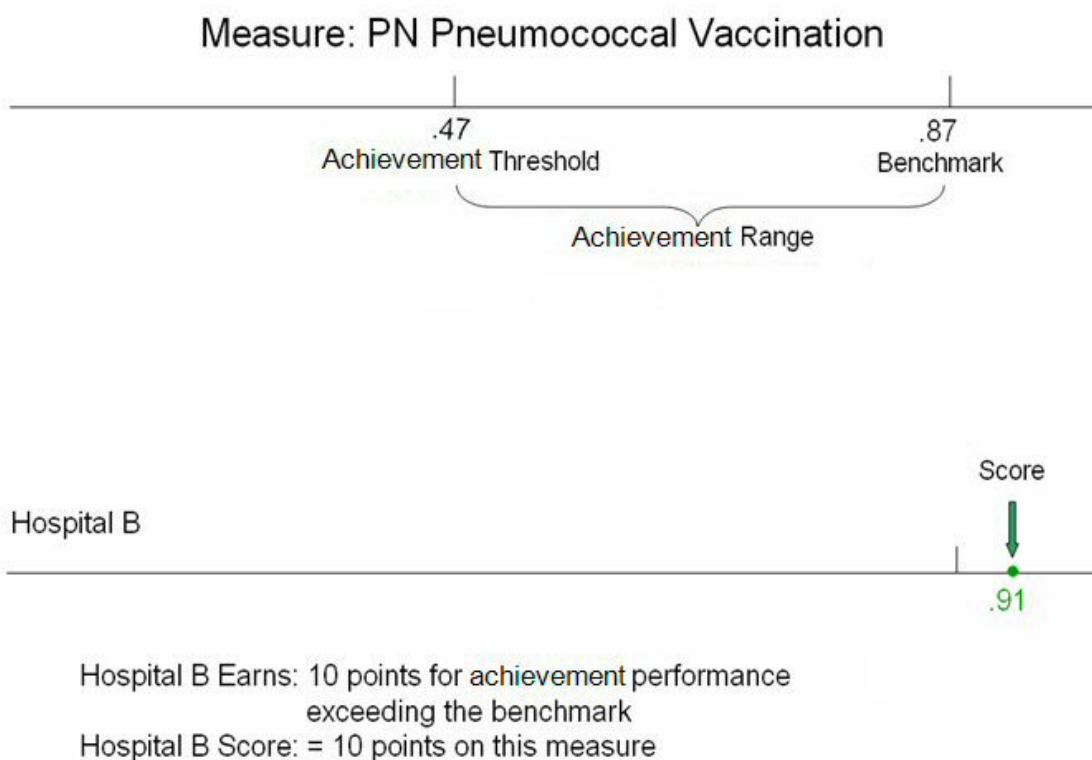 Measure: PN Pneumococcal Vaccination
.47
.87
Achievement Threshold
Benchmark
Achievement Range
Score
Hospital B
.91
Hospital B Earns: 10 points for achievement performance
exceeding the benchmark
Hospital B Score: = 10 points on this measure